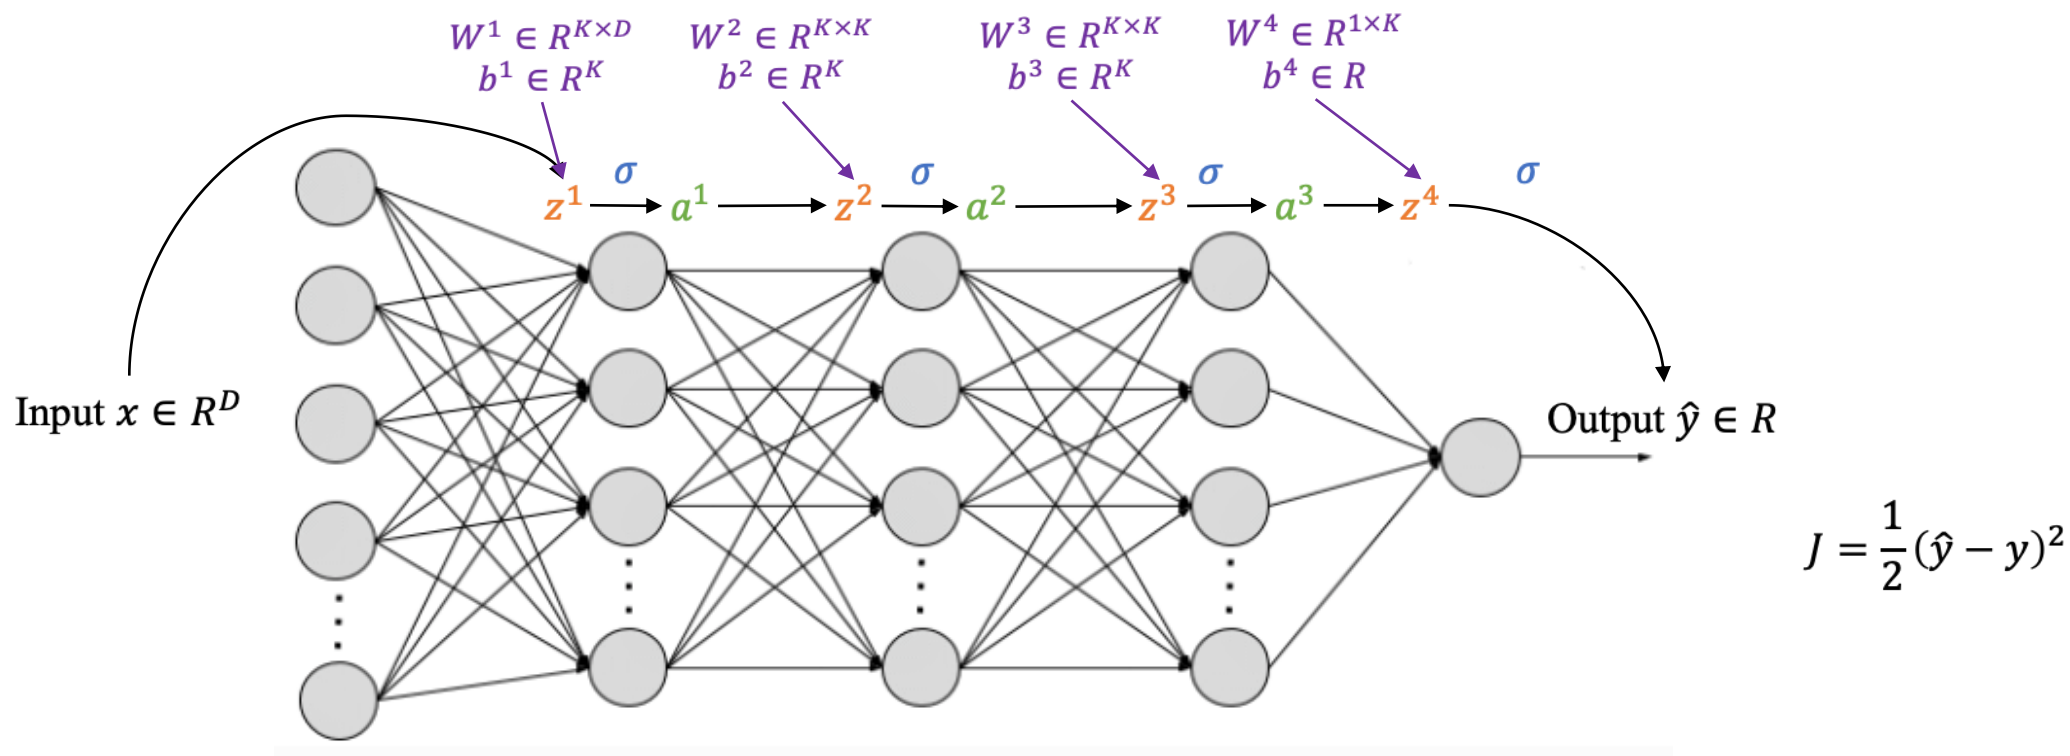 W¹ ∈ R^{K×D}
b¹ ∈ R^K
W² ∈ R^{K×K}
b² ∈ R^K
W³ ∈ R^{K×K}
b³ ∈ R^K
W⁴ ∈ R^{1×K}
b⁴ ∈ R
σ σ σ σ
z¹ a¹ z² a² z³ a³ z⁴
Input x ∈ R^D
Output ŷ ∈ R
J = \frac{1}{2}(ŷ − y)²